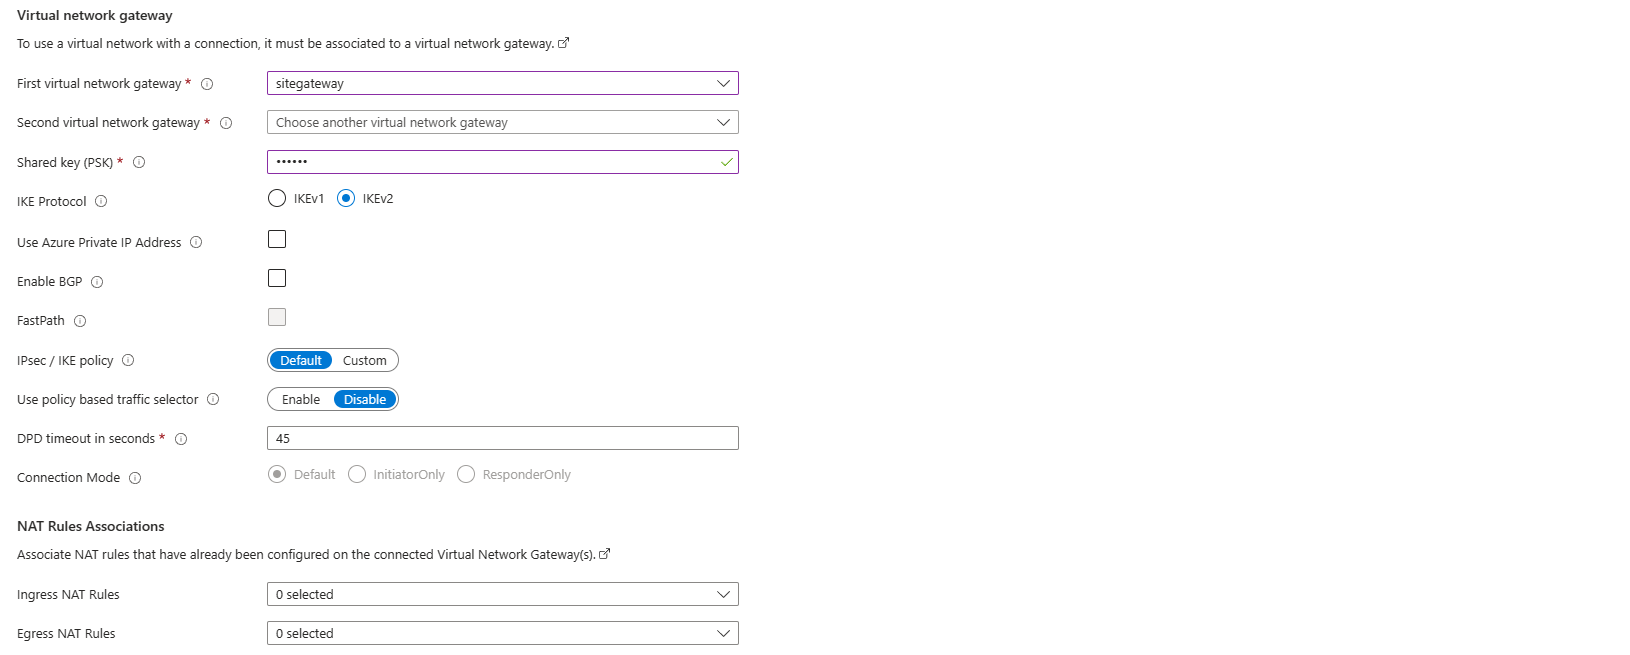 Virtual network gateway
To use a virtual network with a connection, it must be associated to a virtual network gateway.
First virtual network gateway * sitegateway
Second virtual network gateway * Choose another virtual network gateway
Shared key (PSK) * ••••••
IKE Protocol IKEv1 IKEv2
Use Azure Private IP Address
Enable BGP
FastPath
IPsec / IKE policy Default Custom
Use policy based traffic selector Enable Disable
DPD timeout in seconds * 45
Connection Mode Default InitiatorOnly ResponderOnly
NAT Rules Associations
Associate NAT rules that have already been configured on the connected Virtual Network Gateway(s).
Ingress NAT Rules 0 selected
Egress NAT Rules 0 selected